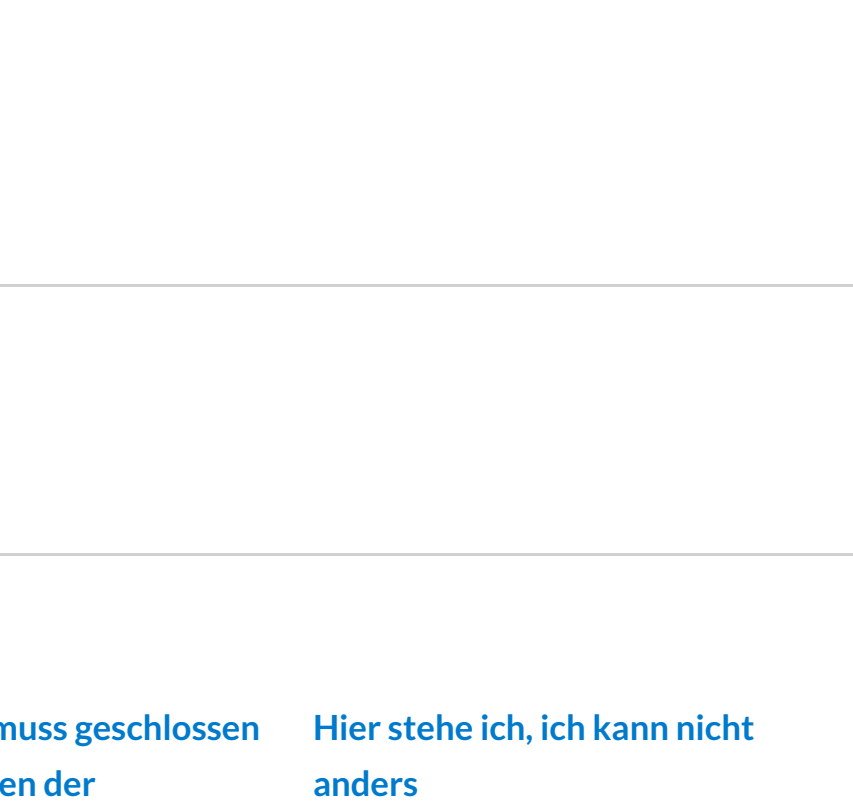 muss geschlossen
en der
Hier stehe ich, ich kann nicht
anders